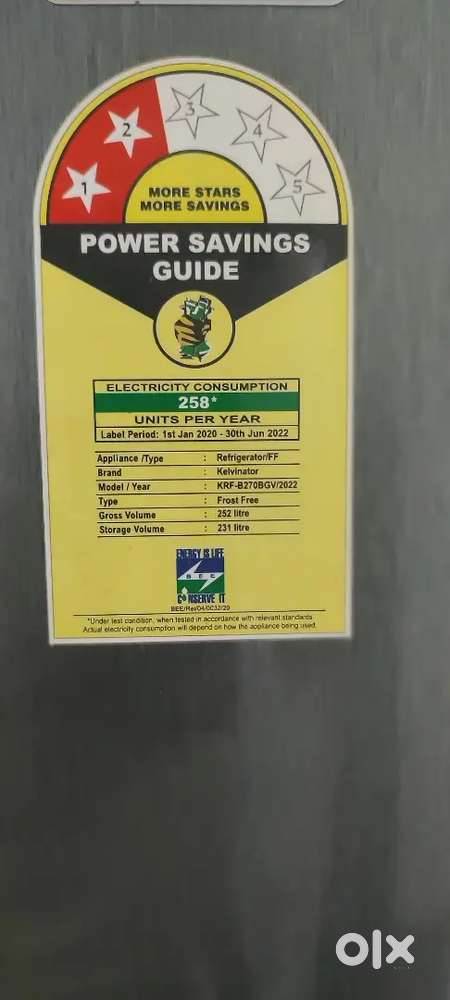 1
2
3
4
5
MORE STARS
MORE SAVINGS
POWER SAVINGS
GUIDE
ELECTRICITY CONSUMPTION
258*
UNITS PER YEAR
Label Period: 1st Jan 2020 - 30th Jun 2022
Appliance /Type : Refrigerator/FF
Brand : Kelvinator
Model / Year : KRF-B270BGV/2022
Type : Frost Free
Gross Volume : 252 litre
Storage Volume : 231 litre
ENERGY IS LIFE
BEE
CONSERVE IT
*Under test condition, when tested in accordance with relevant standards
Actual electricity consumption will depend on how the appliance being used.
olx